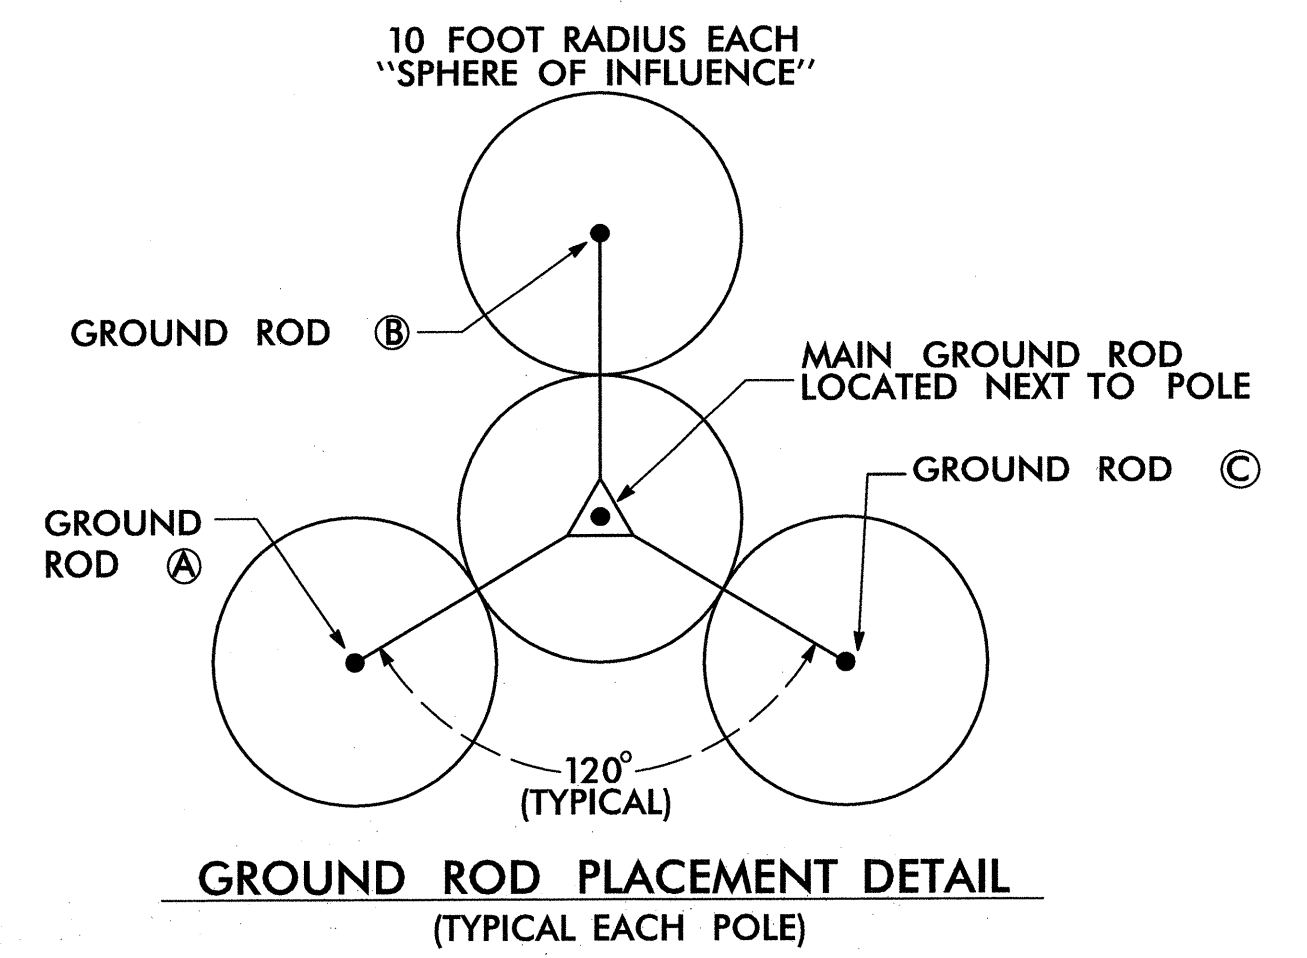 10 FOOT RADIUS EACH
"SPHERE OF INFLUENCE"
GROUND ROD Ⓑ
MAIN GROUND ROD
LOCATED NEXT TO POLE
GROUND ROD Ⓒ
GROUND
ROD Ⓐ
120°
(TYPICAL)
GROUND ROD PLACEMENT DETAIL
(TYPICAL EACH POLE)